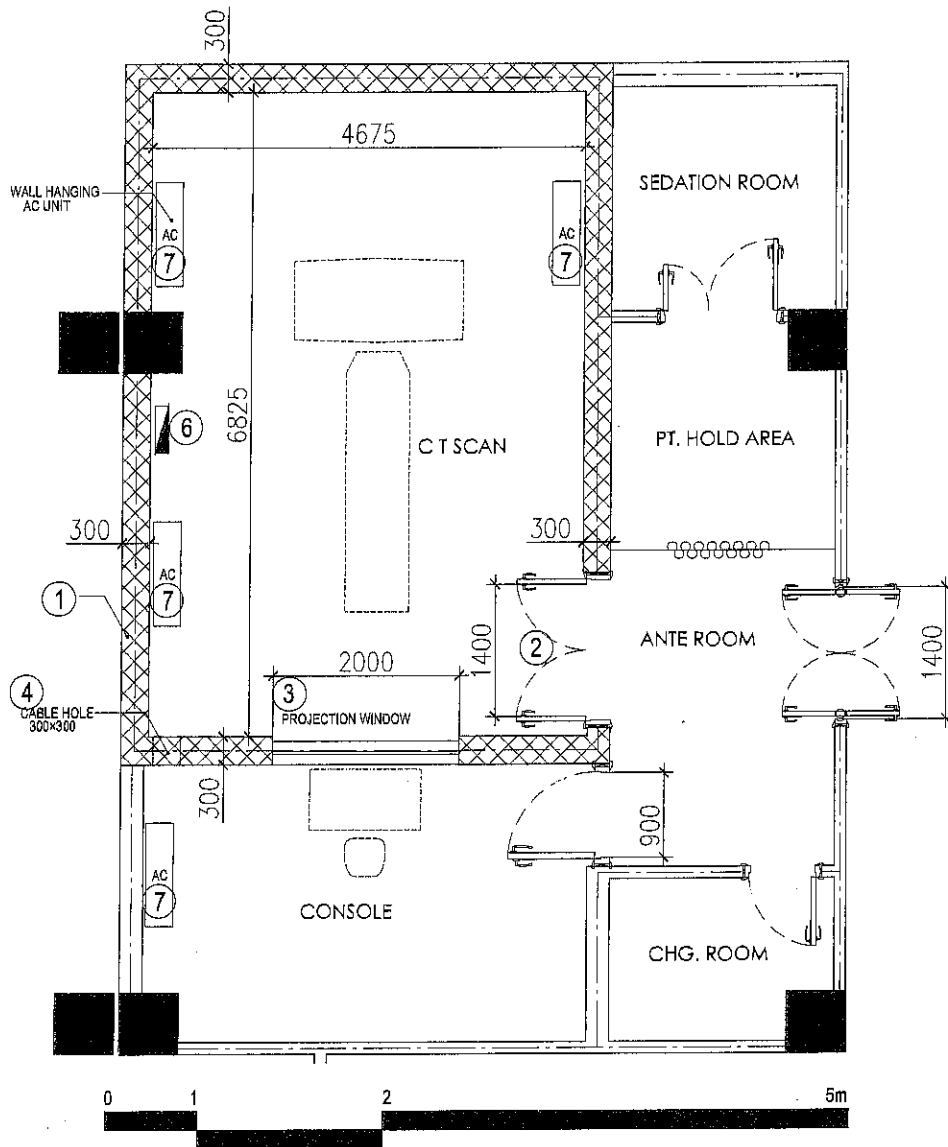 300
4675
SEDATION ROOM
WALL HANGING
AC UNIT
AC
7
AC
7
6825
6
C T SCAN
PT. HOLD AREA
300
300
AC
7
1
1400
2
ANTE ROOM
1400
2000
4
3
CABLE HOLE
300×300
PROJECTION WINDOW
300
900
AC
7
CONSOLE
CHG. ROOM
0 1 2 5m